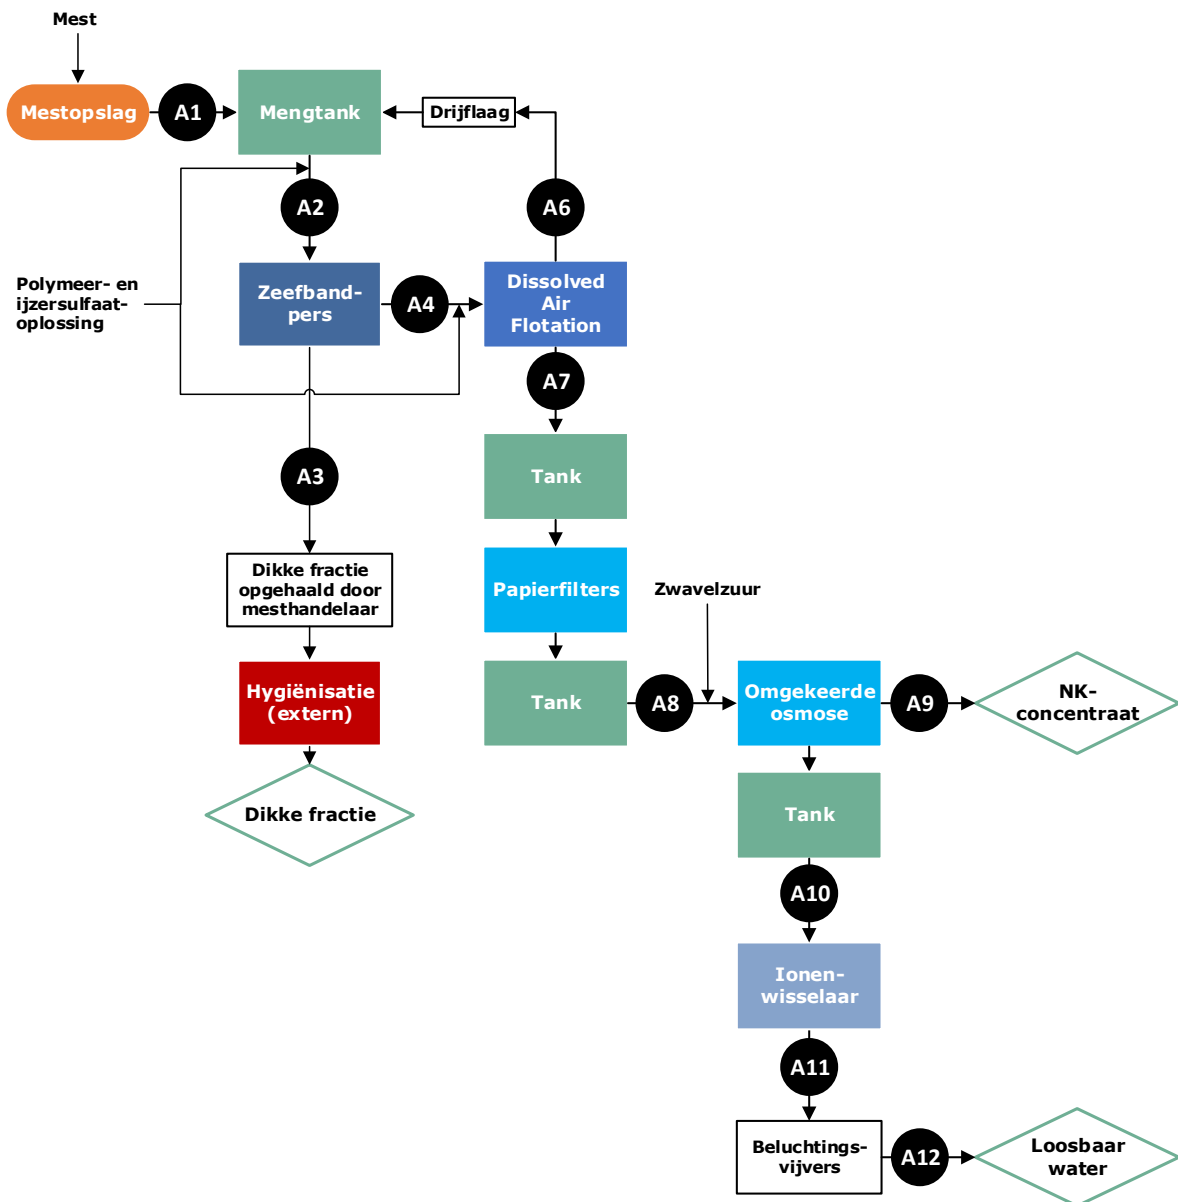 Mest
Mestopslag
A1
Mengtank
Drijflaag
A2
A6
Polymeer- en
ijzersulfaat-
oplossing
Zeefband-
pers
A4
Dissolved
Air
Flotation
A7
A3
Tank
Dikke fractie
opgehaald door
mesthandelaar
Papierfilters
Zwavelzuur
Hygiënisatie
(extern)
Tank
A8
Omgekeerde
osmose
A9
NK-
concentraat
Dikke fractie
Tank
A10
Ionen-
wisselaar
A11
Beluchtings-
vijvers
A12
Loosbaar
water